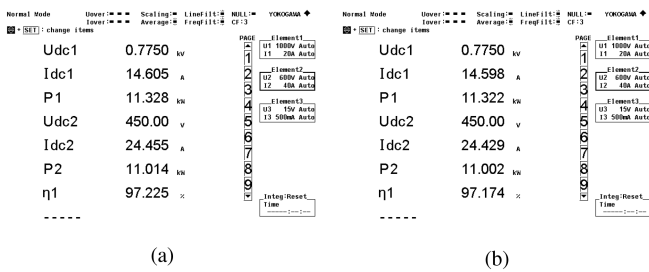 Normal Mode Uover: Scaling: LineFilt: NULL: YOKOGAWA
Iover: Average: FreqFilt: CF:3
SET : change items
PAGE
Udc1 0.7750 kV
Idc1 14.605 A
P1 11.328 kW
Udc2 450.00 V
Idc2 24.455 A
P2 11.014 kW
η1 97.225 %
-----
1
2
3
4
5
6
7
8
9
Element1
U1 1000V Auto
I1 20A Auto
Element2
U2 600V Auto
I2 40A Auto
Element3
U3 15V Auto
I3 500mA Auto
Integ:Reset
Time
-----:--:--
(a)
Normal Mode Uover: Scaling: LineFilt: NULL: YOKOGAWA
Iover: Average: FreqFilt: CF:3
SET : change items
PAGE
Udc1 0.7750 kV
Idc1 14.598 A
P1 11.322 kW
Udc2 450.00 V
Idc2 24.429 A
P2 11.002 kW
η1 97.174 %
-----
1
2
3
4
5
6
7
8
9
Element1
U1 1000V Auto
I1 20A Auto
Element2
U2 600V Auto
I2 40A Auto
Element3
U3 15V Auto
I3 500mA Auto
Integ:Reset
Time
-----:--:--
(b)